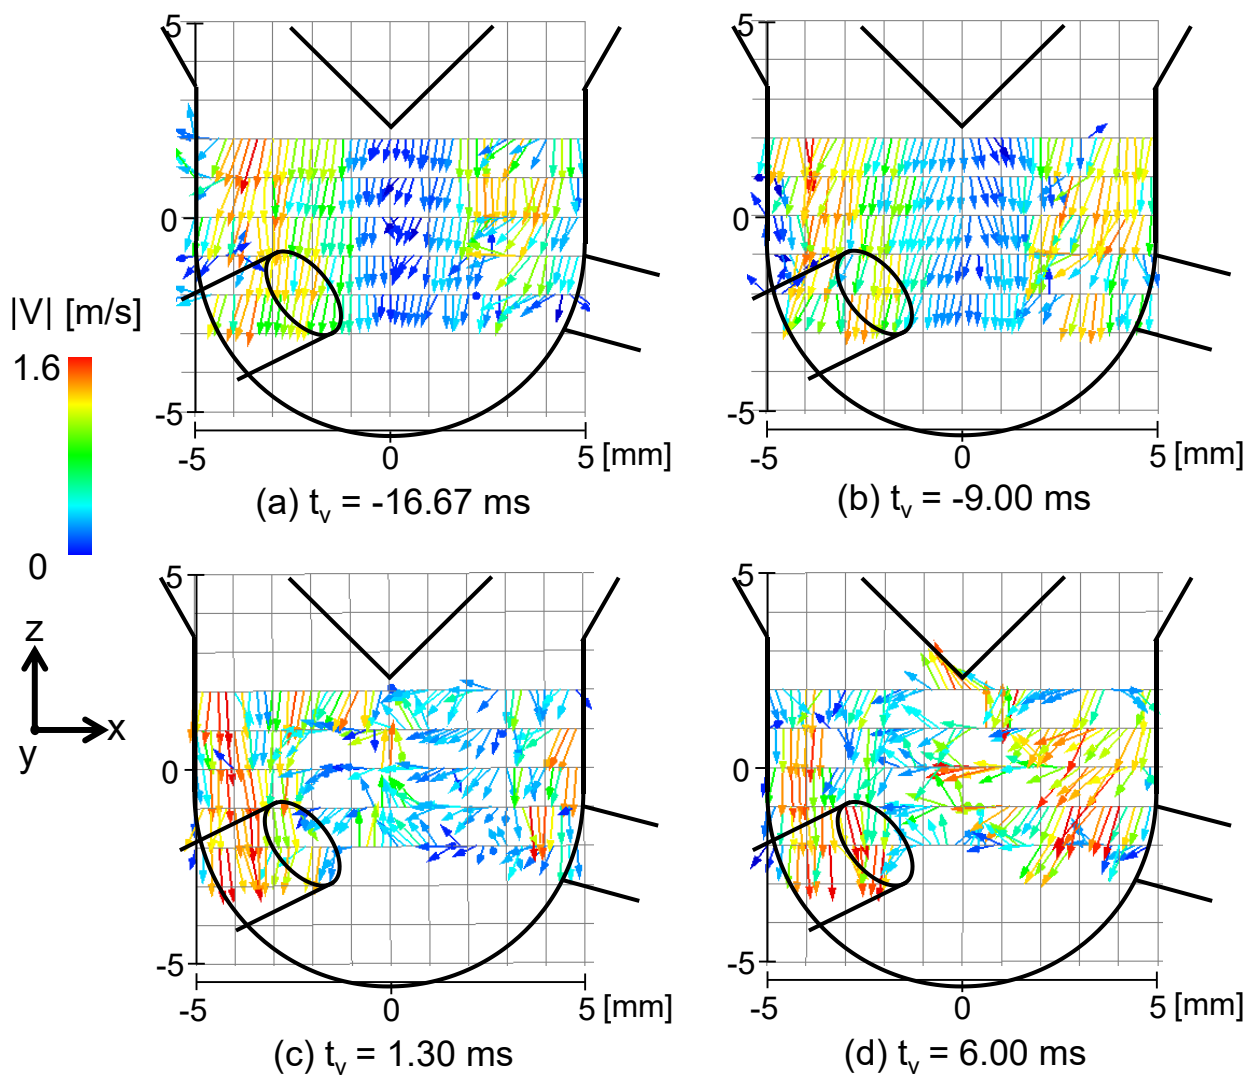 5
0
-5
-5 0 5 [mm]
(a) tv = -16.67 ms
5
0
-5
-5 0 5 [mm]
(b) tv = -9.00 ms
|V| [m/s]
1.6
0
z
x
y
5
0
-5
-5 0 5 [mm]
(c) tv = 1.30 ms
5
0
-5
-5 0 5 [mm]
(d) tv = 6.00 ms